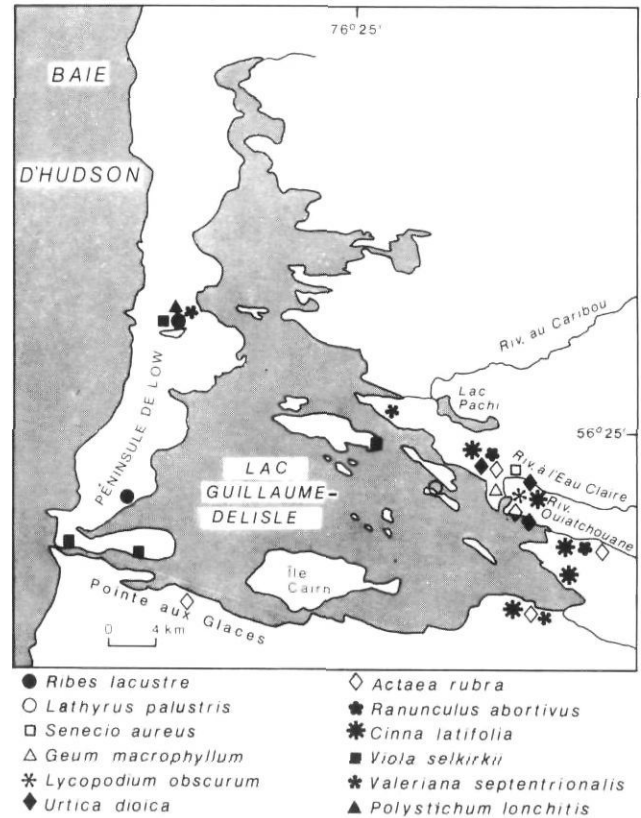 76° 25'
BAIE
D'HUDSON
PÉNINSULE DE LOW
Riv. au Caribou
Lac
Pachi
56° 25'
Riv. à l'Eau Claire
Riv.
Ouiatchouane
LAC
GUILLAUME-
DELISLE
Île
Cairn
Pointe aux Glaces
0 4 km
Ribes lacustre
Lathyrus palustris
Senecio aureus
Geum macrophyllum
Lycopodium obscurum
Urtica dioica
Actaea rubra
Ranunculus abortivus
Cinna latifolia
Viola selkirkii
Valeriana septentrionalis
Polystichum lonchitis